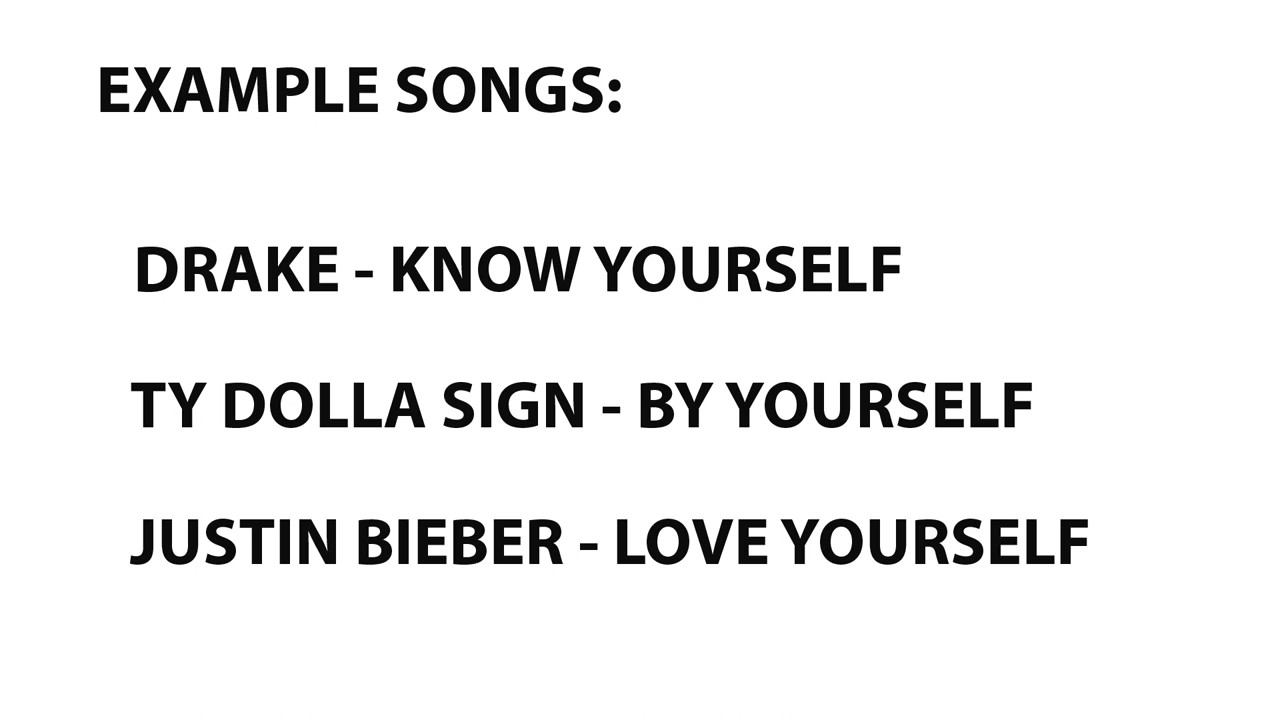 EXAMPLE SONGS:
DRAKE - KNOW YOURSELF
TY DOLLA SIGN - BY YOURSELF
JUSTIN BIEBER - LOVE YOURSELF